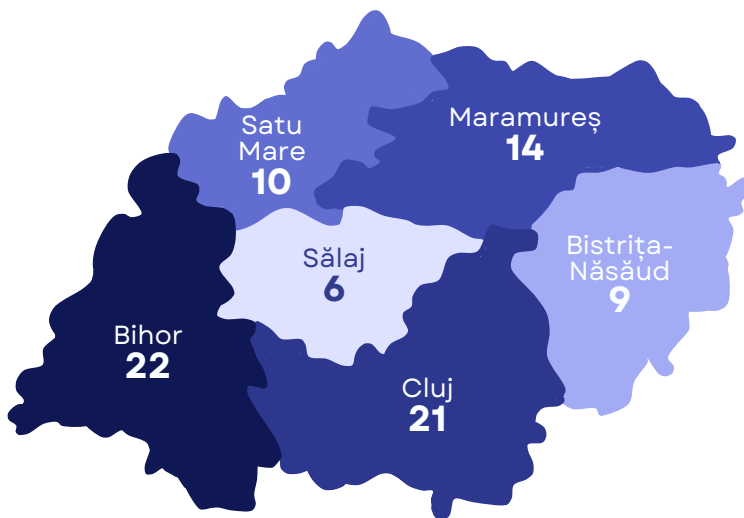 Satu
Mare
10
Maramureș
14
Sălaj
6
Bistrița-
Năsăud
9
Bihor
22
Cluj
21